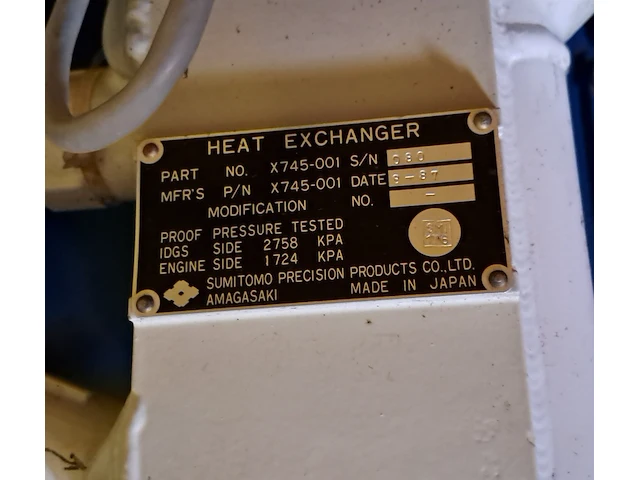 HEAT EXCHANGER
PART NO. X745-001 S/N 080
MFR'S P/N X745-001 DATE 8-87
MODIFICATION NO. -
PROOF PRESSURE TESTED
IDGS SIDE 2758 KPA
ENGINE SIDE 1724 KPA
SUMITOMO PRECISION PRODUCTS CO., LTD.
AMAGASAKI MADE IN JAPAN